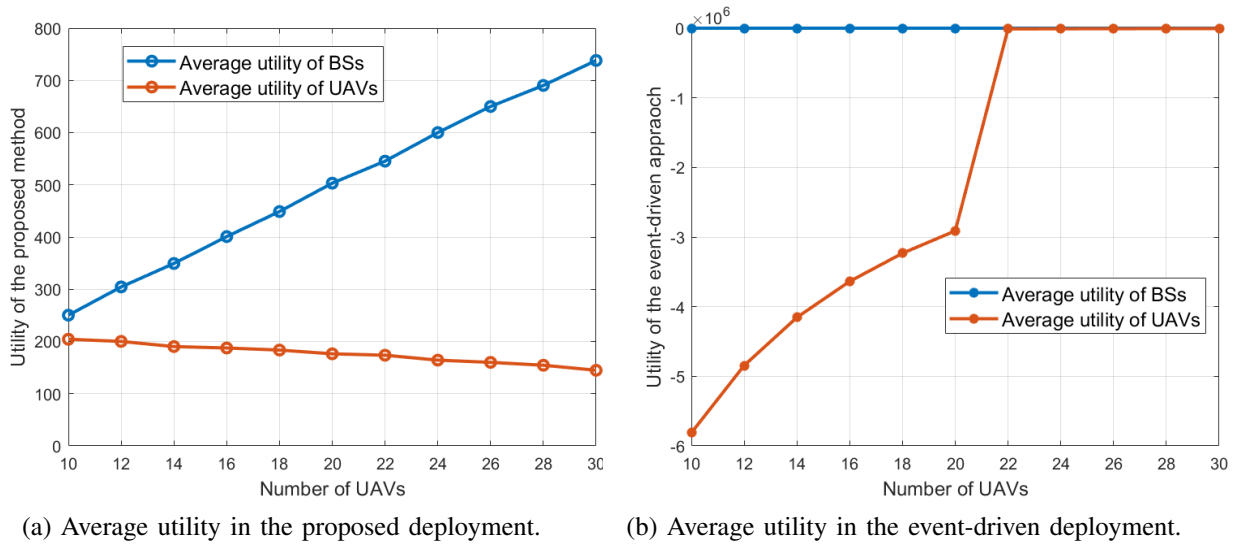 800
700
600
500
400
300
200
100
0
Utility of the proposed method
Average utility of BSs
Average utility of UAVs
10 12 14 16 18 20 22 24 26 28 30
Number of UAVs
(a) Average utility in the proposed deployment.
×10^6
0
-1
-2
-3
-4
-5
-6
Utility of the event-driven appraoch
Average utility of BSs
Average utility of UAVs
10 12 14 16 18 20 22 24 26 28 30
Number of UAVs
(b) Average utility in the event-driven deployment.